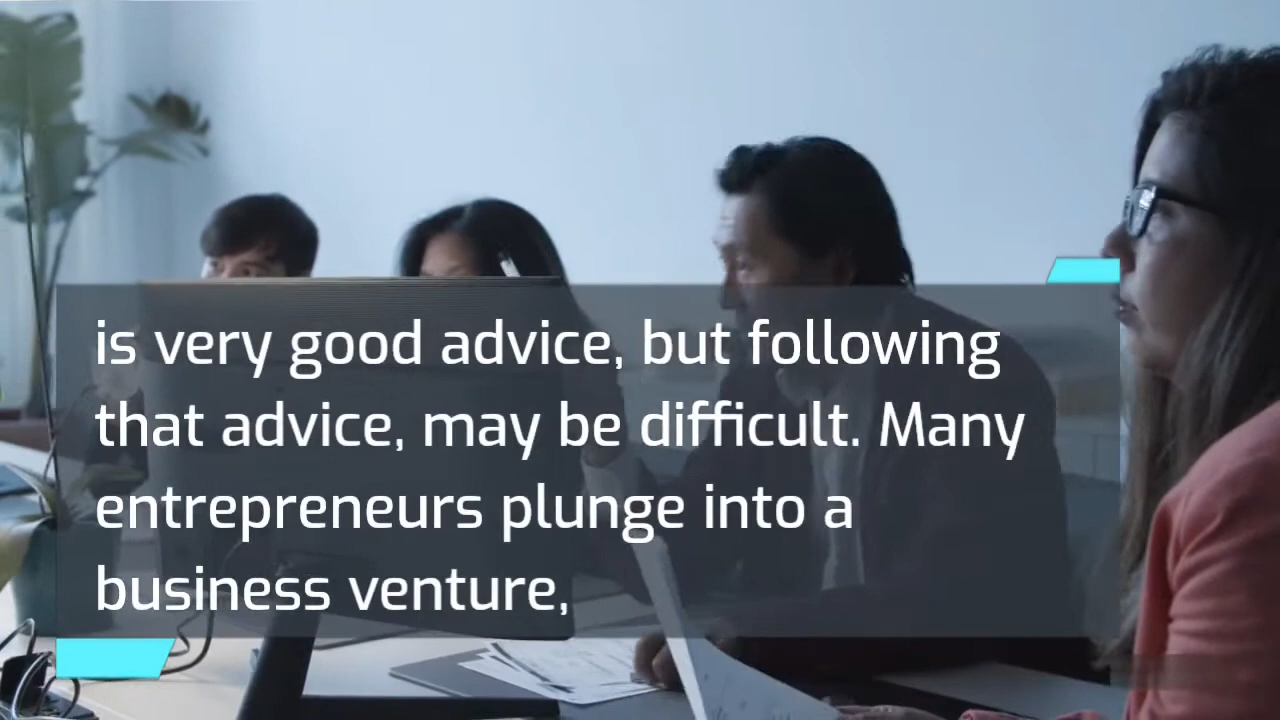 is very good advice, but following
that advice, may be difficult. Many
entrepreneurs plunge into a
business venture,